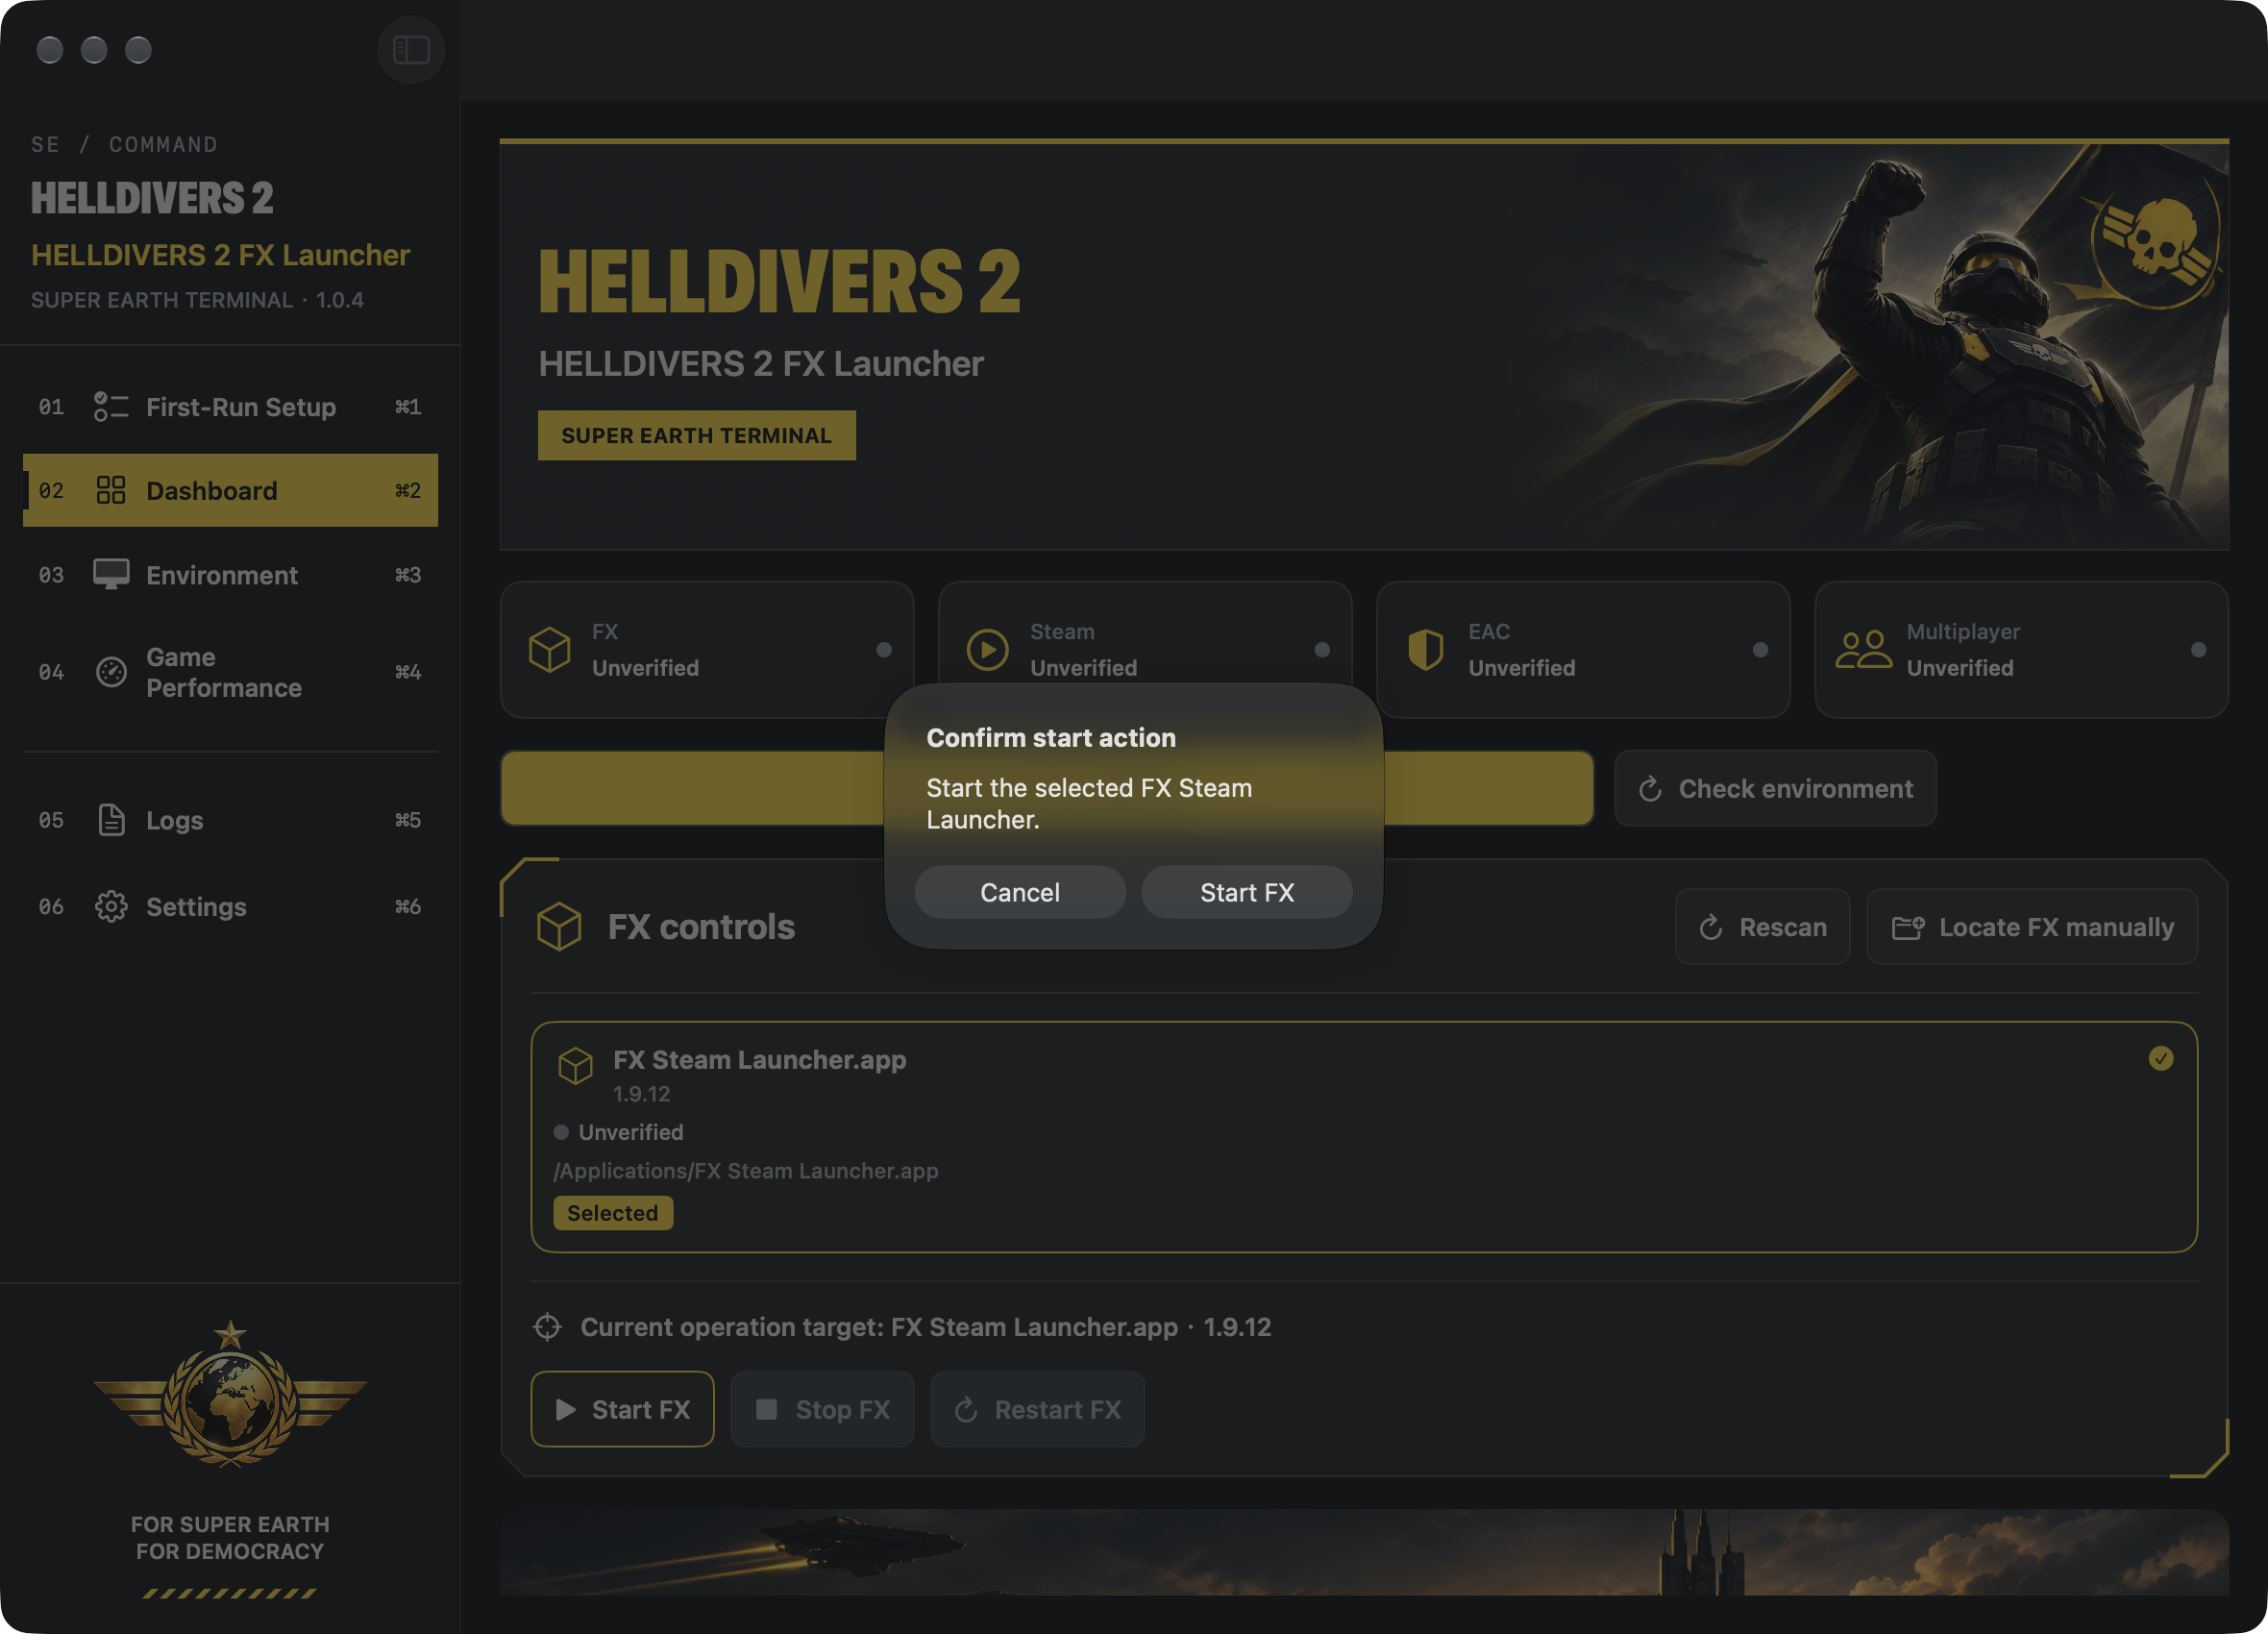 SE / COMMAND
HELLDIVERS 2
HELLDIVERS 2 FX Launcher
SUPER EARTH TERMINAL · 1.0.4
01 First-Run Setup ⌘1
02 Dashboard ⌘2
03 Environment ⌘3
04 Game Performance ⌘4
05 Logs ⌘5
06 Settings ⌘6
FOR SUPER EARTH
FOR DEMOCRACY
HELLDIVERS 2
HELLDIVERS 2 FX Launcher
SUPER EARTH TERMINAL
FX
Unverified
Steam
Unverified
EAC
Unverified
Multiplayer
Unverified
Confirm start action
Start the selected FX Steam
Launcher.
Cancel
Start FX
Check environment
FX controls
Rescan
Locate FX manually
FX Steam Launcher.app
1.9.12
Unverified
/Applications/FX Steam Launcher.app
Selected
Current operation target: FX Steam Launcher.app · 1.9.12
Start FX
Stop FX
Restart FX